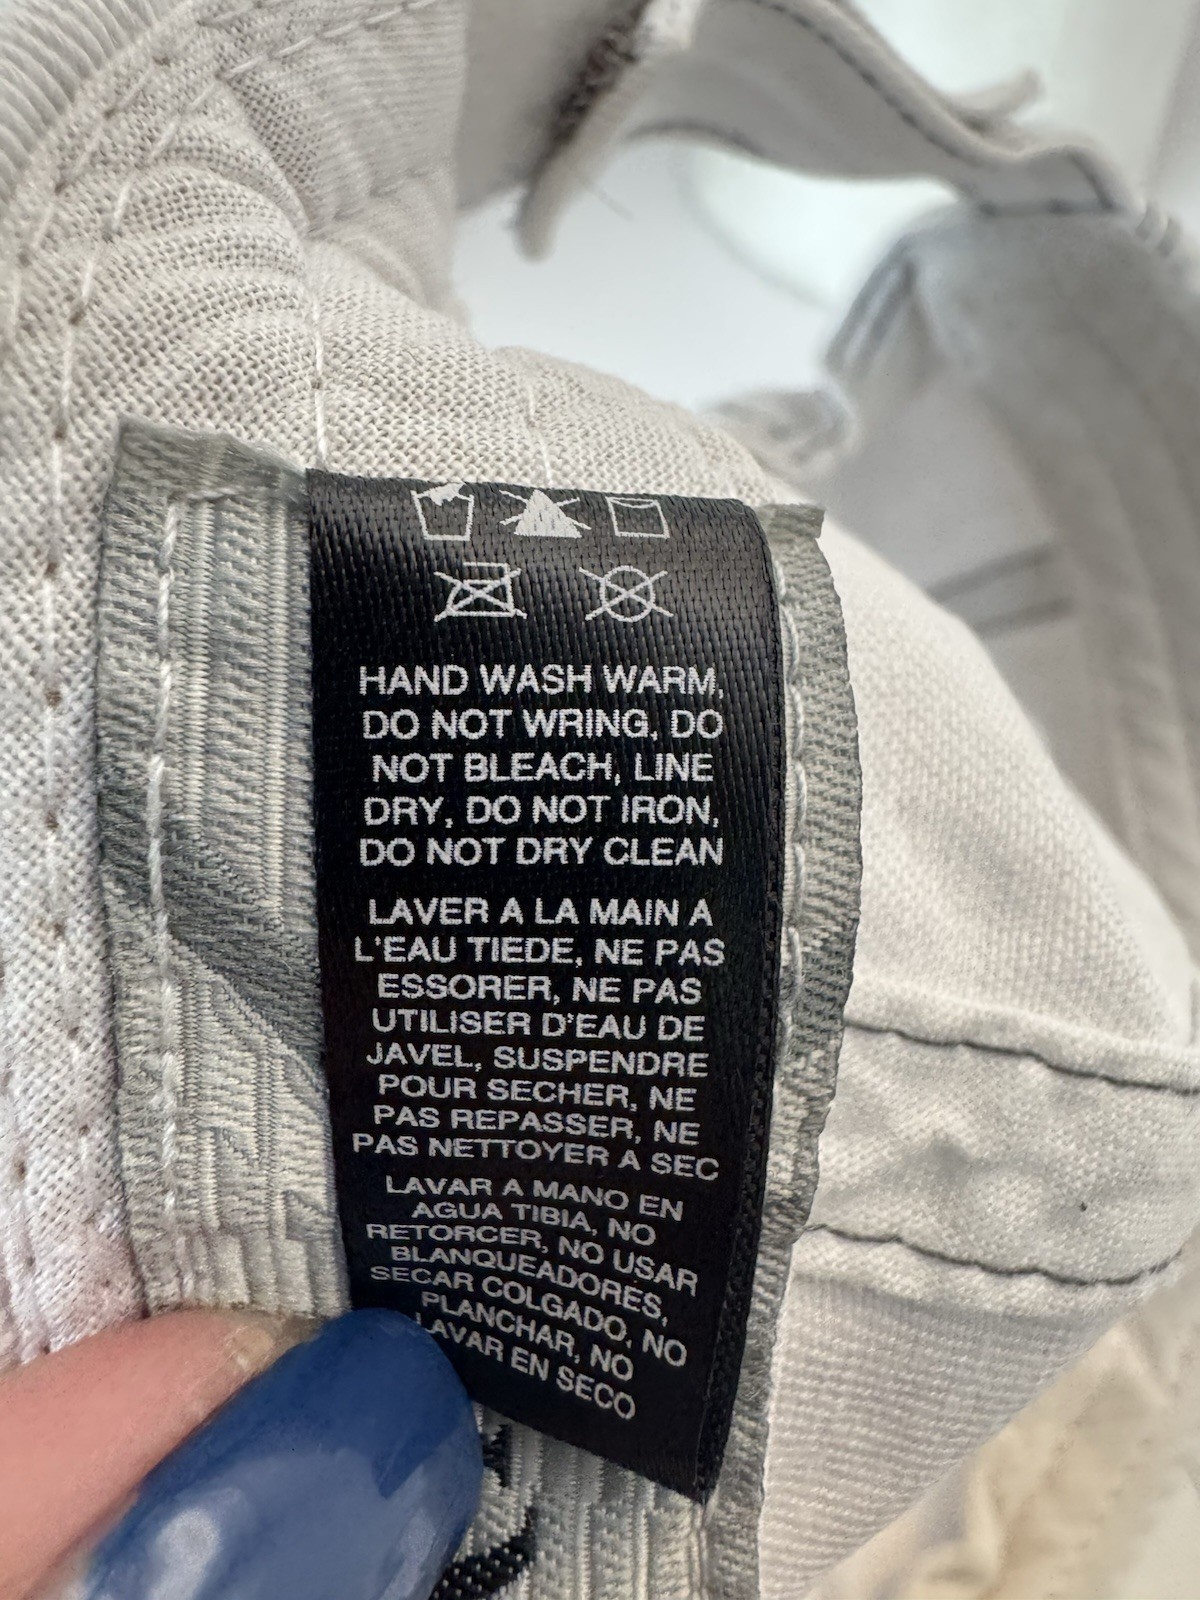 HAND WASH WARM,
DO NOT WRING, DO
NOT BLEACH, LINE
DRY, DO NOT IRON,
DO NOT DRY CLEAN
LAVER A LA MAIN A
L'EAU TIEDE, NE PAS
ESSORER, NE PAS
UTILISER D'EAU DE
JAVEL, SUSPENDRE
POUR SECHER, NE
PAS REPASSER, NE
PAS NETTOYER A SEC
LAVAR A MANO EN
AGUA TIBIA, NO
RETORCER, NO USAR
BLANQUEADORES,
SECAR COLGADO, NO
PLANCHAR, NO
LAVAR EN SECO